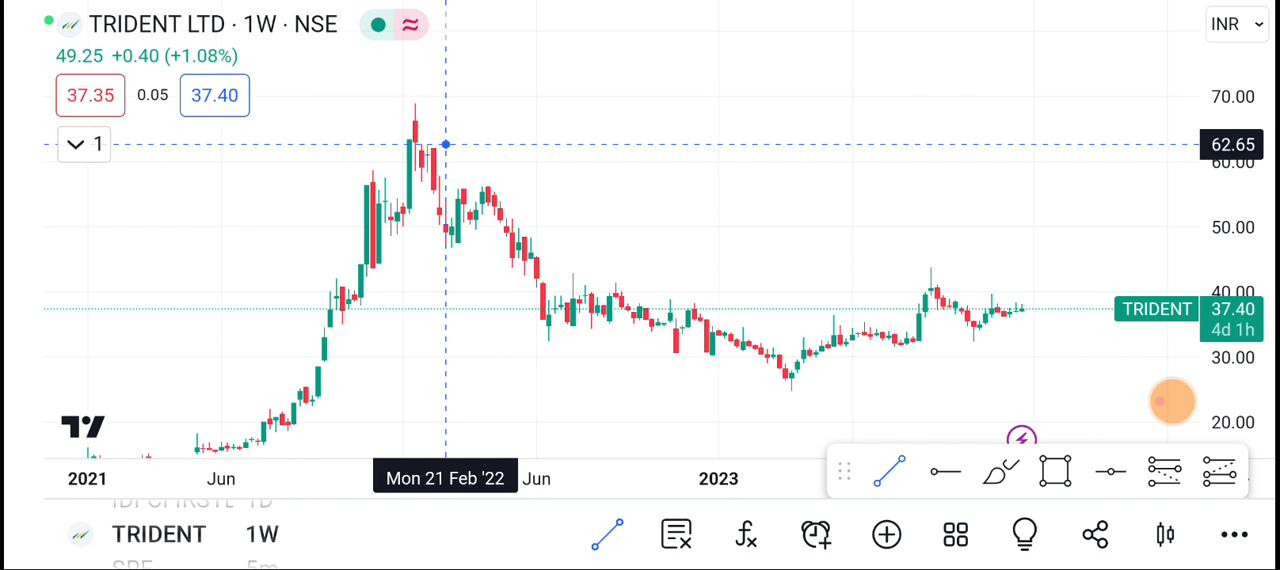 TRIDENT LTD · 1W · NSE
INR
49.25 +0.40 (+1.08%)
37.35 0.05 37.40
70.00
1
62.65
60.00
50.00
40.00
TRIDENT 37.40
4d 1h
30.00
20.00
2021 Jun Mon 21 Feb '22 Jun 2023
TRIDENT 1W